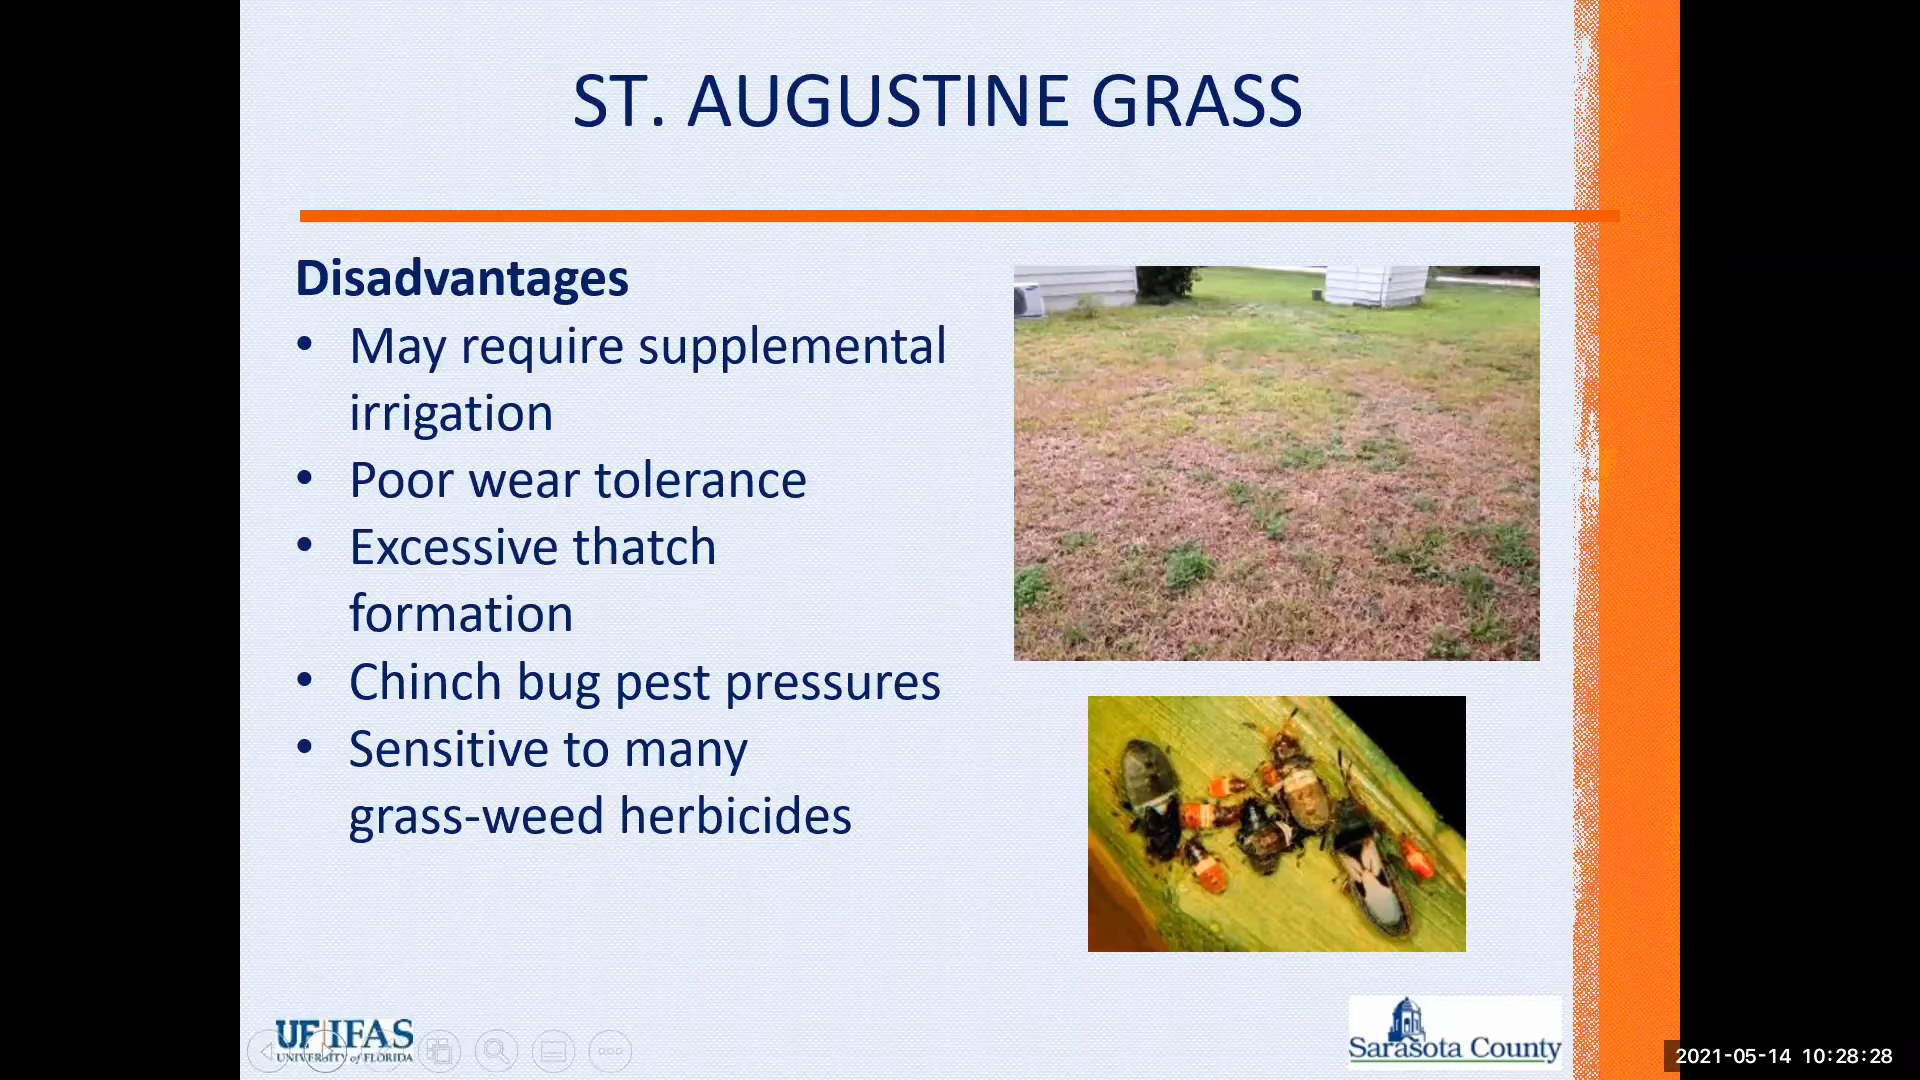 ST. AUGUSTINE GRASS
Disadvantages
• May require supplemental
irrigation
• Poor wear tolerance
• Excessive thatch
formation
• Chinch bug pest pressures
• Sensitive to many
grass-weed herbicides
UF|IFAS
UNIVERSITY of FLORIDA
Sarasota County
2021-05-14 10:28:28